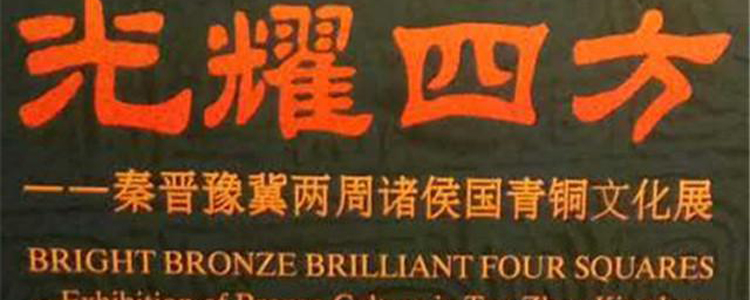 光耀四方
——秦晋豫冀两周诸侯国青铜文化展
BRIGHT BRONZE BRILLIANT FOUR SQUARES